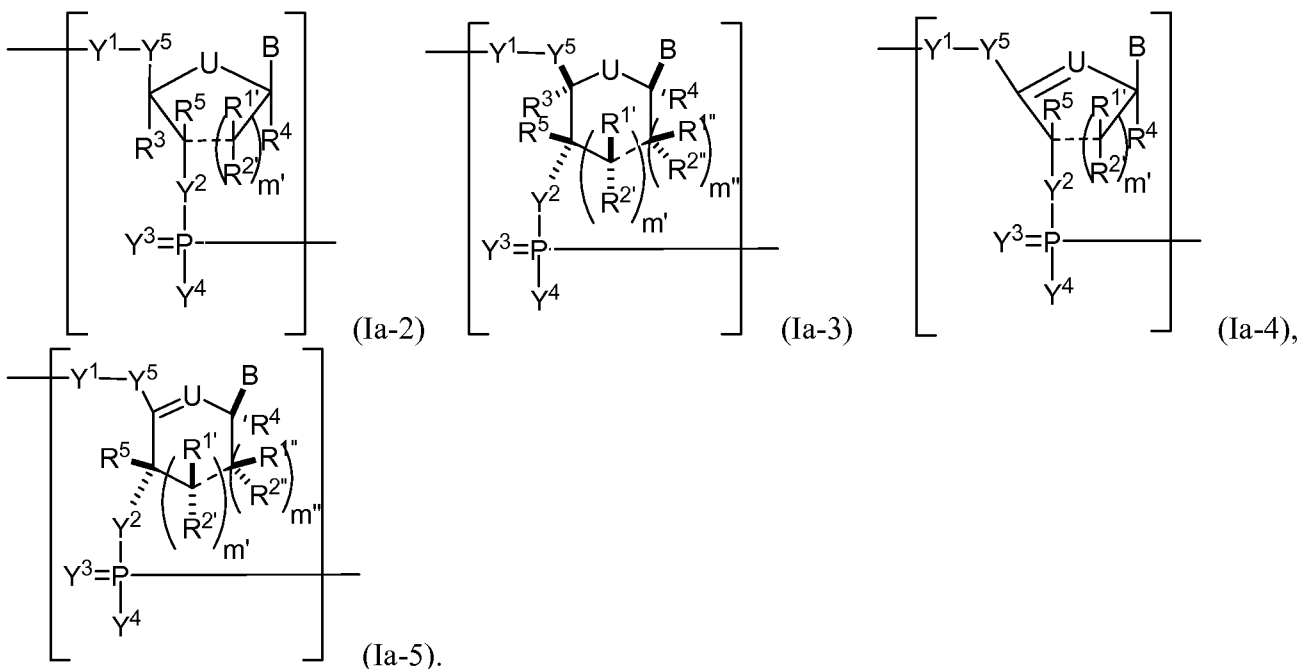 Y¹ Y⁵ U B
R⁵ R¹'
R³ R²' R⁴
m'
Y²
Y³=P
Y⁴
(Ia-2)
Y¹ Y⁵ U B
R³ 'R⁴
R⁵ R¹' R¹"
R²"
Y² R²' m"
m'
Y³=P
Y⁴
(Ia-3)
Y¹ Y⁵ U B
R⁵ R¹'
R²' R⁴
m'
Y²
Y³=P
Y⁴
(Ia-4),
Y¹ Y⁵ U B
'R⁴
R⁵ R¹' R¹"
R²"
Y² R²' m"
m'
Y³=P
Y⁴
(Ia-5).